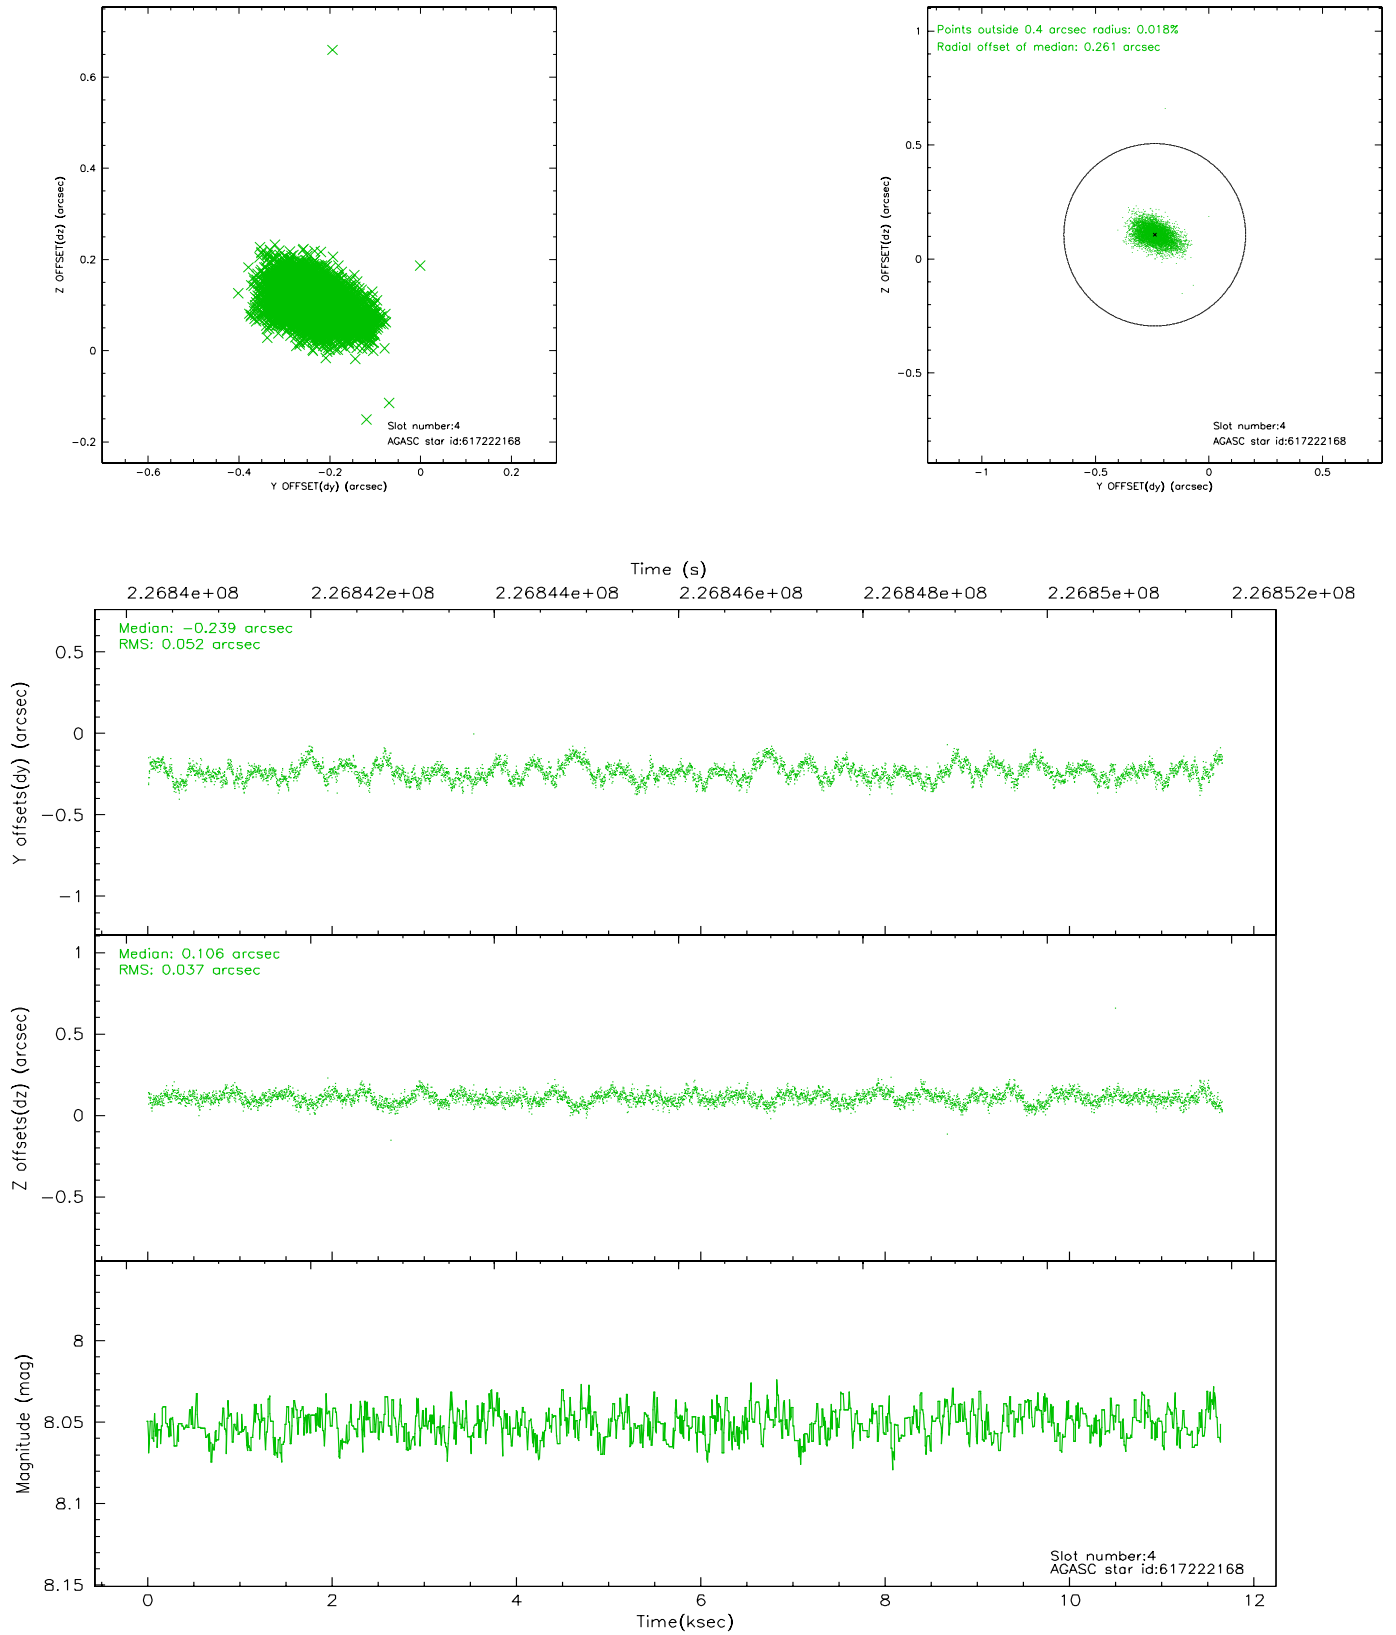 0.6
0.4
0.2
0
−0.2
Z OFFSET(dz) (arcsec)
Slot number:4
AGASC star id:617222168
−0.6 −0.4 −0.2 0 0.2
Y OFFSET(dy) (arcsec)
Points outside 0.4 arcsec radius: 0.018%
Radial offset of median: 0.261 arcsec
1
0.5
0
−0.5
Z OFFSET(dz) (arcsec)
Slot number:4
AGASC star id:617222168
−1 −0.5 0 0.5
Y OFFSET(dy) (arcsec)
Time (s)
2.2684e+08 2.26842e+08 2.26844e+08 2.26846e+08 2.26848e+08 2.2685e+08 2.26852e+08
Median: −0.239 arcsec
RMS: 0.052 arcsec
0.5
0
−0.5
−1
Y offsets(dy) (arcsec)
Median: 0.106 arcsec
RMS: 0.037 arcsec
1
0.5
0
−0.5
Z offsets(dz) (arcsec)
8
8.05
8.1
8.15
Magnitude (mag)
Slot number:4
AGASC star id:617222168
0 2 4 6 8 10 12
Time(ksec)